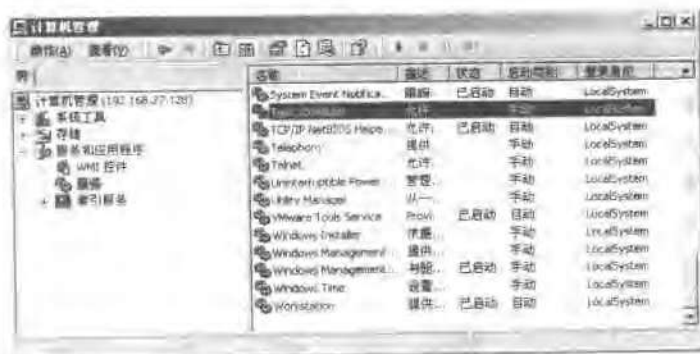 计算机管理
操作(A) 查看(V)
树
计算机管理 (192.168.27.128)
系统工具
存储
服务和应用程序
WMI 控件
服务
索引服务
名称 描述 状态 启动类别 登录身份
System Event Notifica... 跟踪... 已启动 自动 LocalSystem
允许... 手动 LocalSystem
TCP/IP NetBIOS Helpe... 允许... 已启动 自动 LocalSystem
Telephony 提供... 手动 LocalSystem
Telnet 允许... 手动 LocalSystem
Uninterruptible Power... 管理... 手动 LocalSystem
Utility Manager 从一... 手动 LocalSystem
VMware Tools Service Provi... 已启动 自动 LocalSystem
Windows Installer 依据... 手动 LocalSystem
Windows Management... 提供... 手动 LocalSystem
Windows Management... 与配... 已启动 手动 LocalSystem
Windows Time 设置... 手动 LocalSystem
Workstation 提供... 已启动 自动 LocalSystem